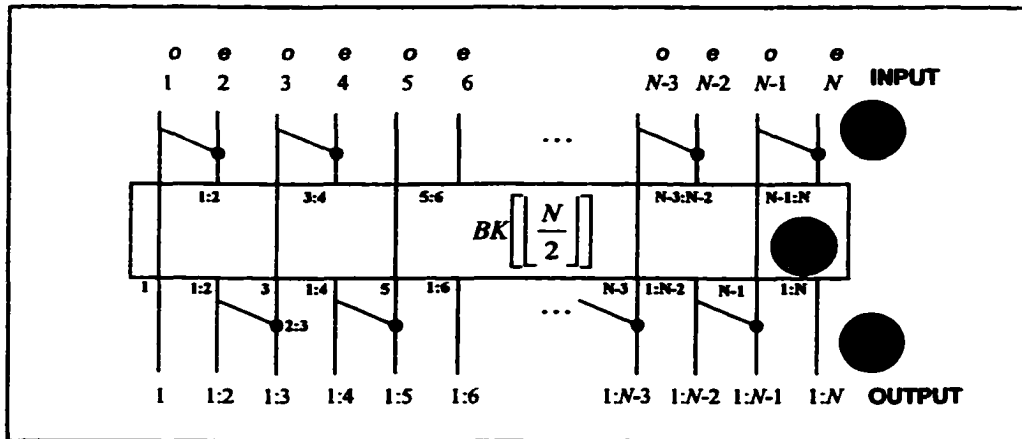 o e o e o e o e o e
1 2 3 4 5 6 N-3 N-2 N-1 N INPUT
...
1:2 3:4 5:6 N-3:N-2 N-1:N
BK[[N/2]]
1 1:2 3 1:4 5 1:6 N-3 1:N-2 N-1 1:N
2:3 ...
1 1:2 1:3 1:4 1:5 1:6 1:N-3 1:N-2 1:N-1 1:N OUTPUT